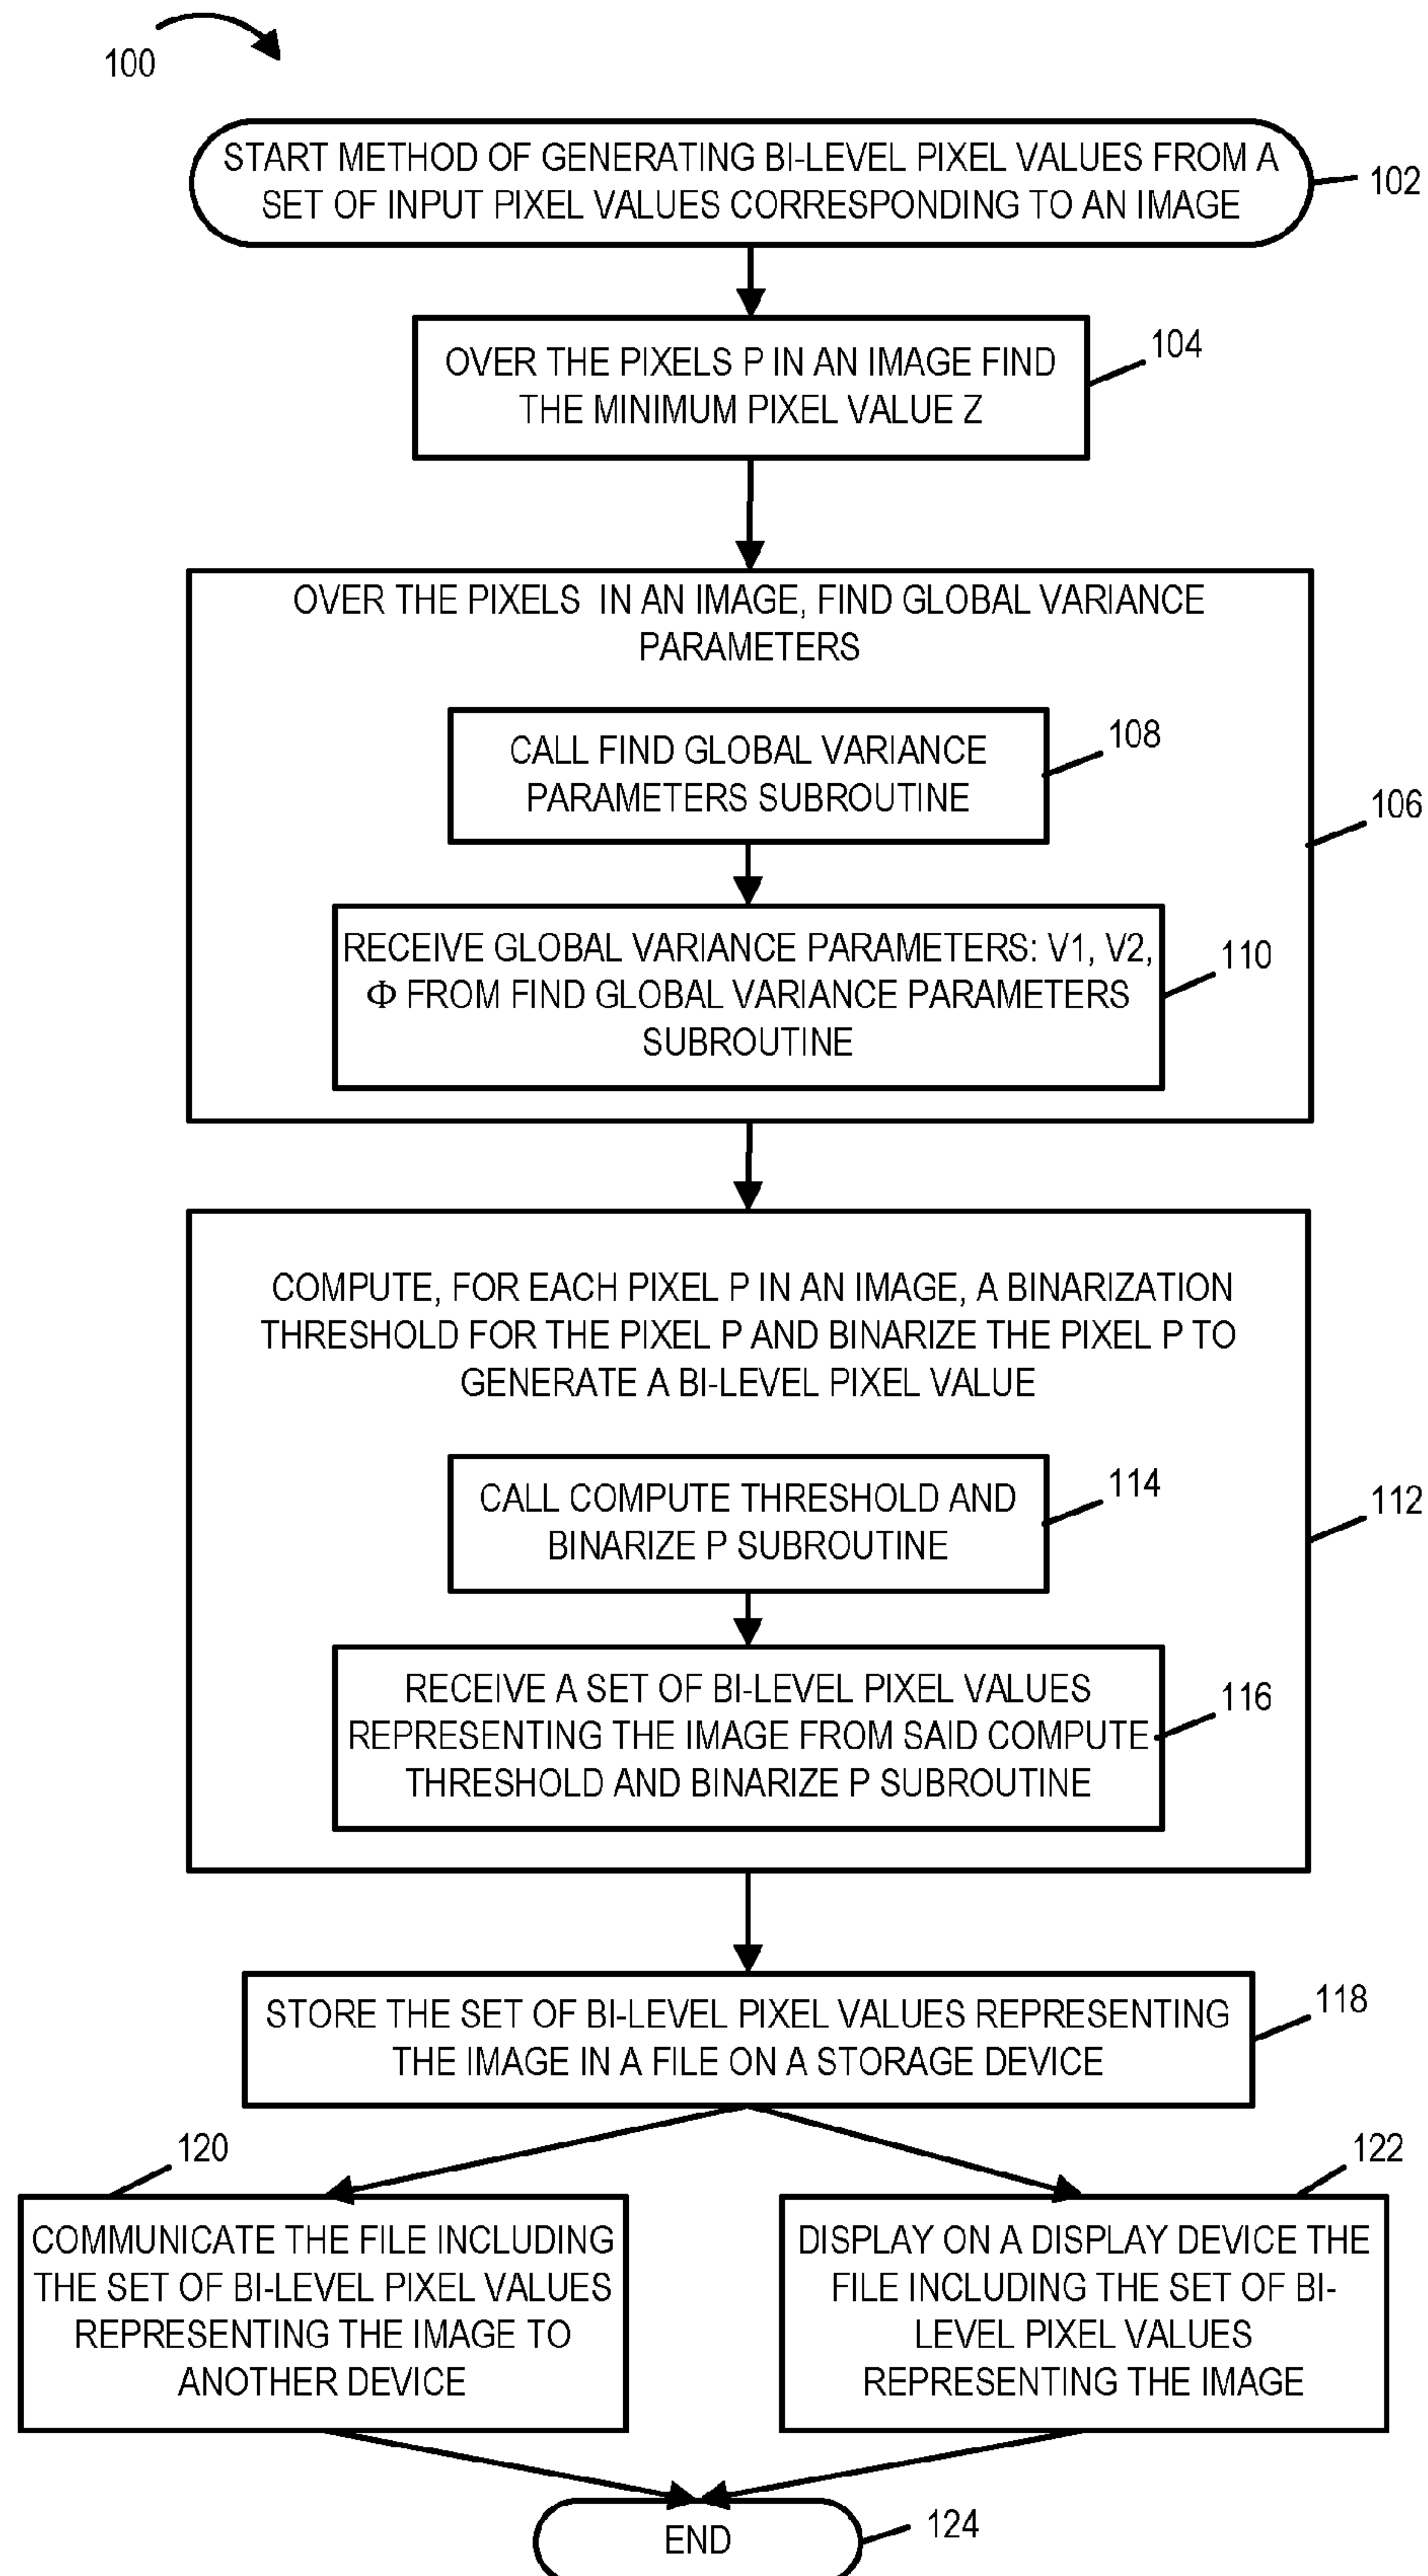 100
START METHOD OF GENERATING BI-LEVEL PIXEL VALUES FROM A
SET OF INPUT PIXEL VALUES CORRESPONDING TO AN IMAGE
102
OVER THE PIXELS P IN AN IMAGE FIND
THE MINIMUM PIXEL VALUE Z
104
OVER THE PIXELS IN AN IMAGE, FIND GLOBAL VARIANCE
PARAMETERS
CALL FIND GLOBAL VARIANCE
PARAMETERS SUBROUTINE
108
106
RECEIVE GLOBAL VARIANCE PARAMETERS: V1, V2,
Φ FROM FIND GLOBAL VARIANCE PARAMETERS
SUBROUTINE
110
COMPUTE, FOR EACH PIXEL P IN AN IMAGE, A BINARIZATION
THRESHOLD FOR THE PIXEL P AND BINARIZE THE PIXEL P TO
GENERATE A BI-LEVEL PIXEL VALUE
CALL COMPUTE THRESHOLD AND
BINARIZE P SUBROUTINE
114
112
RECEIVE A SET OF BI-LEVEL PIXEL VALUES
REPRESENTING THE IMAGE FROM SAID COMPUTE
THRESHOLD AND BINARIZE P SUBROUTINE
116
STORE THE SET OF BI-LEVEL PIXEL VALUES REPRESENTING
THE IMAGE IN A FILE ON A STORAGE DEVICE
118
120
COMMUNICATE THE FILE INCLUDING
THE SET OF BI-LEVEL PIXEL VALUES
REPRESENTING THE IMAGE TO
ANOTHER DEVICE
122
DISPLAY ON A DISPLAY DEVICE THE
FILE INCLUDING THE SET OF BI-
LEVEL PIXEL VALUES
REPRESENTING THE IMAGE
END
124